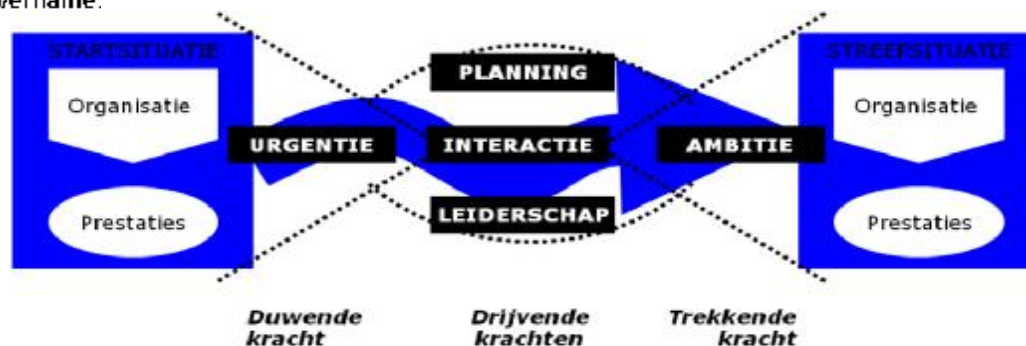 STARTSITUATIE
STREEFSITUATIE
PLANNING
Organisatie
Organisatie
URGENTIE
INTERACTIE
AMBITIE
LEIDERSCHAP
Prestaties
Prestaties
Duwende
kracht
Drijvende
krachten
Trekkende
kracht